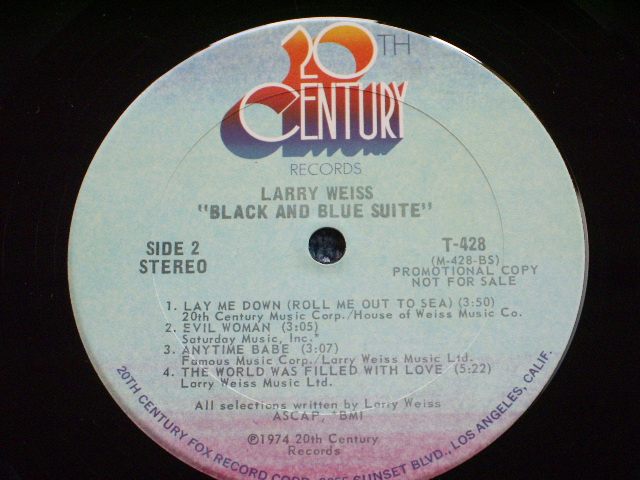 20TH
CENTURY
RECORDS
LARRY WEISS
"BLACK AND BLUE SUITE"
SIDE 2
STEREO
T-428
(M-428-BS)
PROMOTIONAL COPY
NOT FOR SALE
1. LAY ME DOWN (ROLL ME OUT TO SEA) (3:50)
20th Century Music Corp./House of Weiss Music Co.
2. EVIL WOMAN (3:05)
Saturday Music, Inc.*
3. ANYTIME BABE (3:07)
Famous Music Corp./Larry Weiss Music Ltd.
4. THE WORLD WAS FILLED WITH LOVE (5:22)
Larry Weiss Music Ltd.
All selections written by Larry Weiss
ASCAP, *BMI
℗1974 20th Century
Records
20TH CENTURY FOX RECORD CORP. SUNSET BLVD., LOS ANGELES, CALIF.